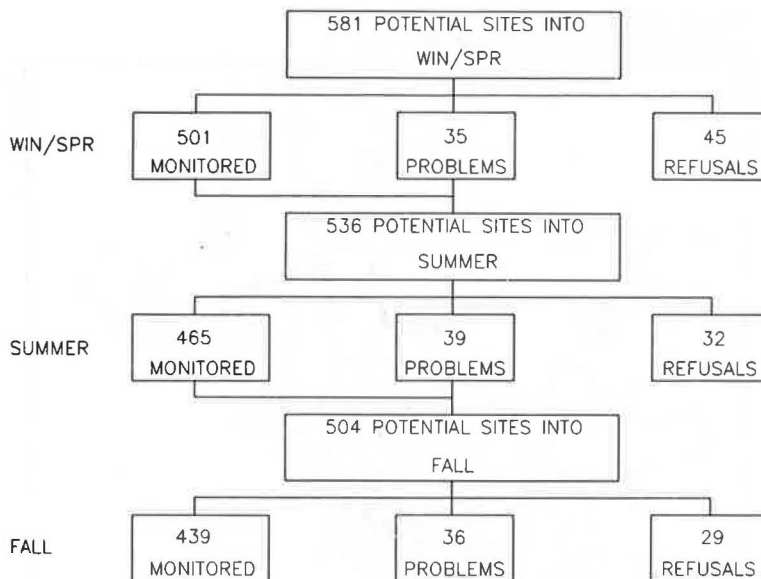 581 POTENTIAL SITES INTO
WIN/SPR
WIN/SPR
501
MONITORED
35
PROBLEMS
45
REFUSALS
536 POTENTIAL SITES INTO
SUMMER
SUMMER
465
MONITORED
39
PROBLEMS
32
REFUSALS
504 POTENTIAL SITES INTO
FALL
FALL
439
MONITORED
36
PROBLEMS
29
REFUSALS